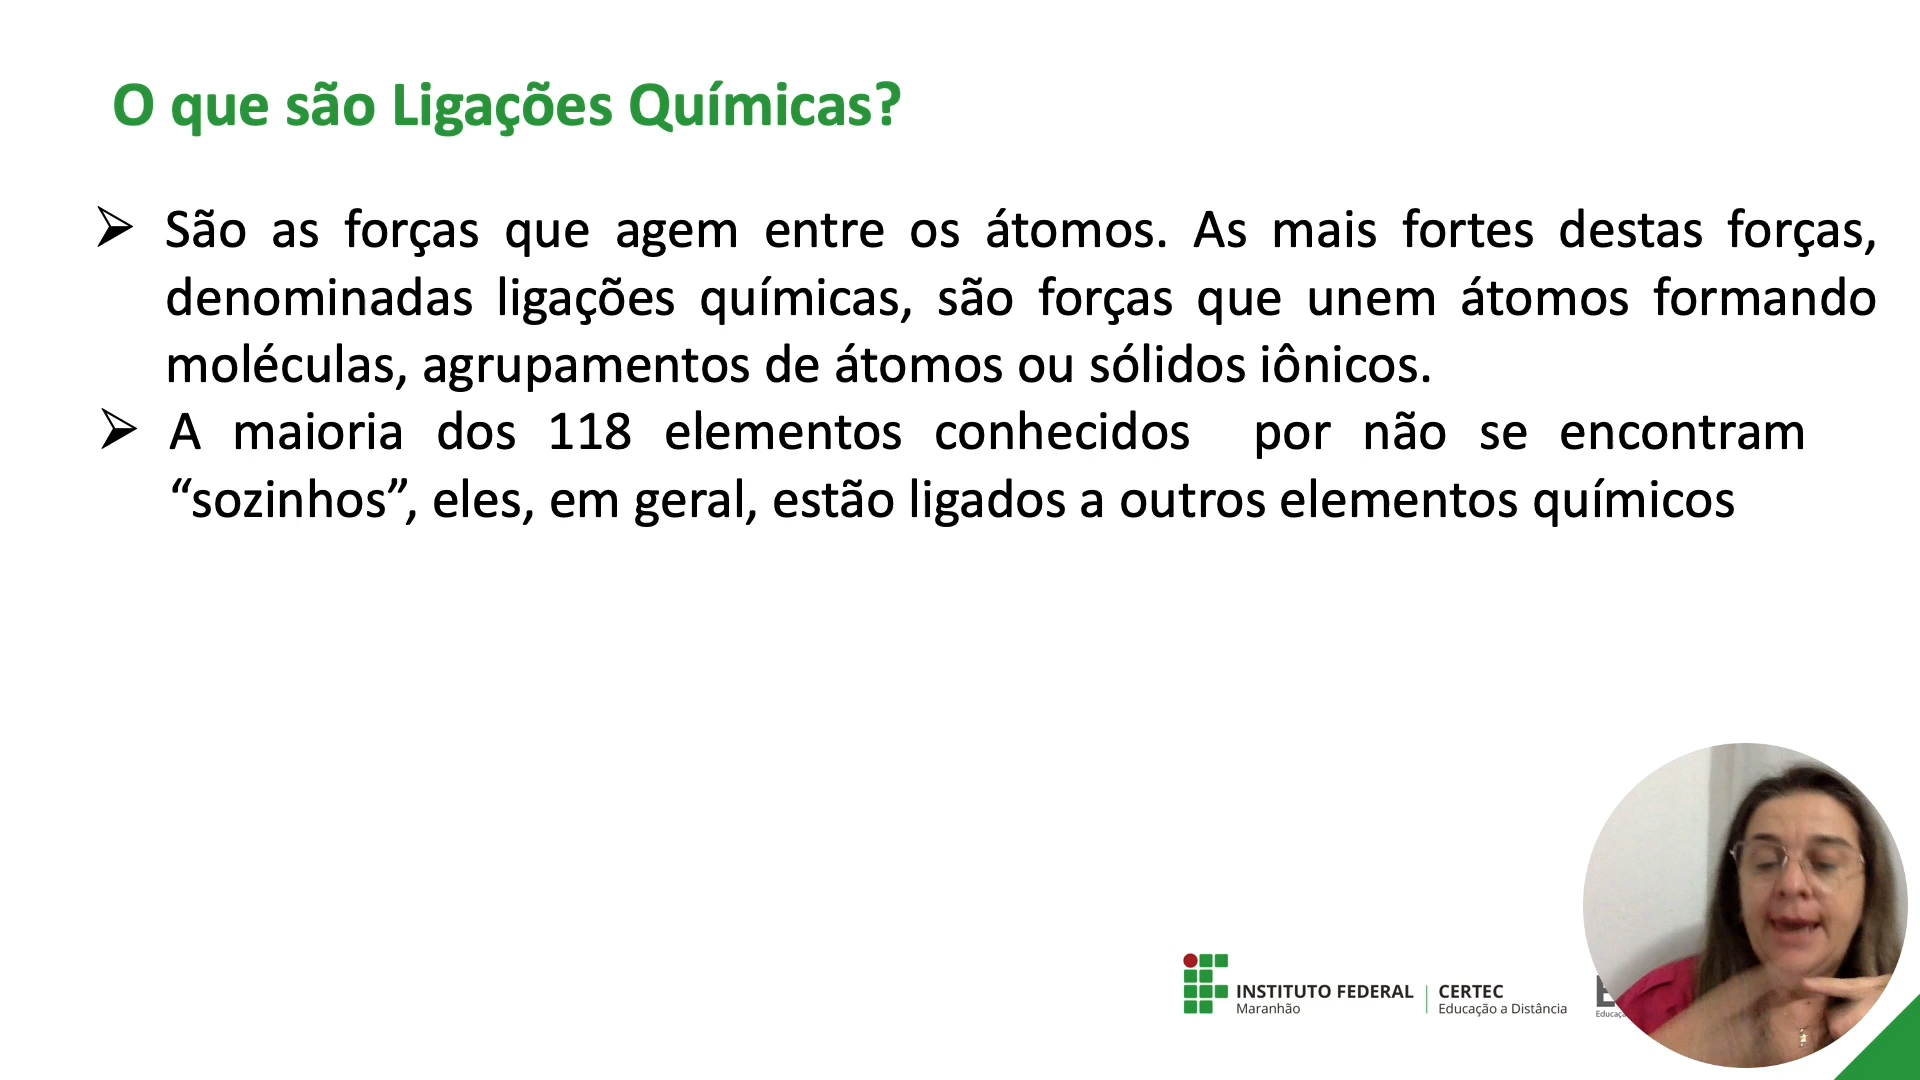 O que são Ligações Químicas?
São as forças que agem entre os átomos. As mais fortes destas forças,
denominadas ligações químicas, são forças que unem átomos formando
moléculas, agrupamentos de átomos ou sólidos iônicos.
A maioria dos 118 elementos conhecidos por não se encontram
“sozinhos”, eles, em geral, estão ligados a outros elementos químicos
INSTITUTO FEDERAL
Maranhão
CERTEC
Educação a Distância